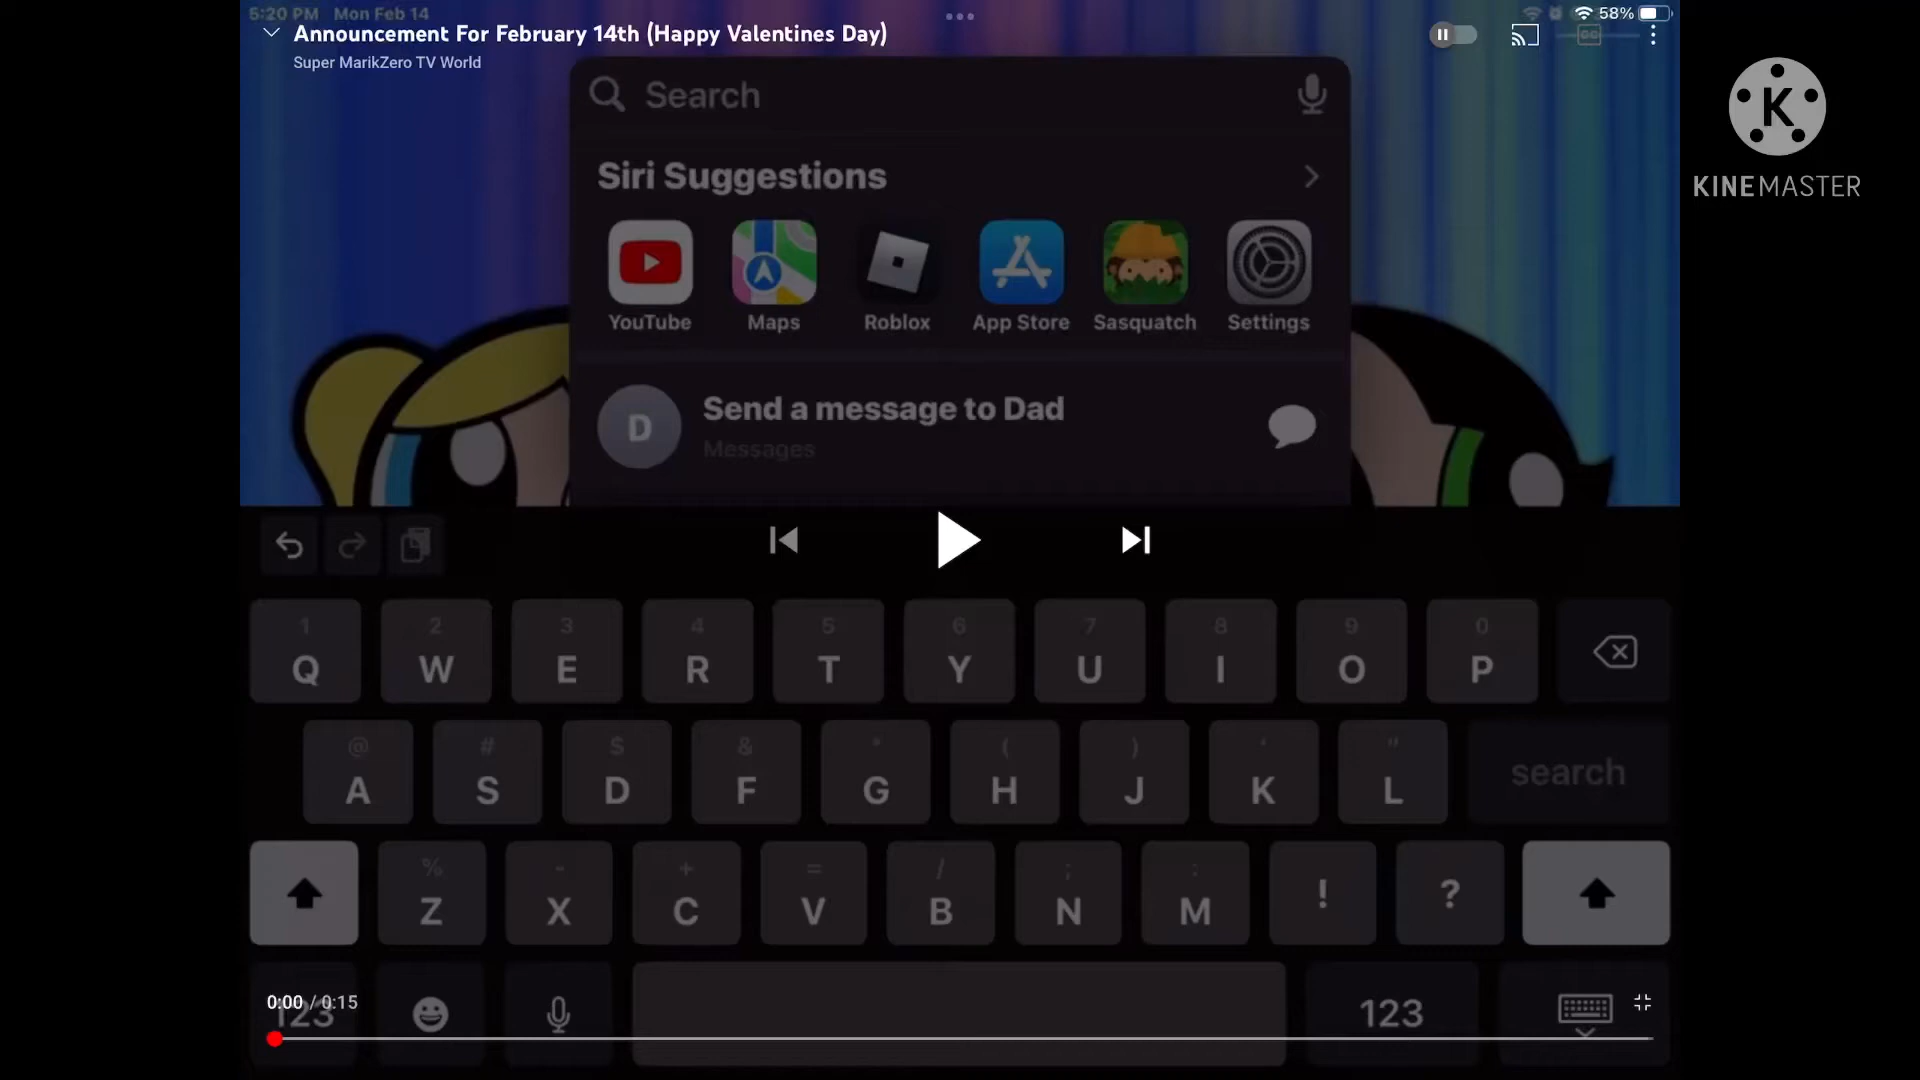 5:20 PM Mon Feb 14
58%
Announcement For February 14th (Happy Valentines Day)
Super MarikZero TV World
CC
K
KINEMASTER
Search
Siri Suggestions
YouTube Maps Roblox App Store Sasquatch Settings
D
Send a message to Dad
Messages
1 2 3 4 5 6 7 8 9 0
Q W E R T Y U I O P
@ # $ & * ( ) ' "
A S D F G H J K L search
% - + = / ; :
Z X C V B N M ! ?
0:00 / 0:15
123 123